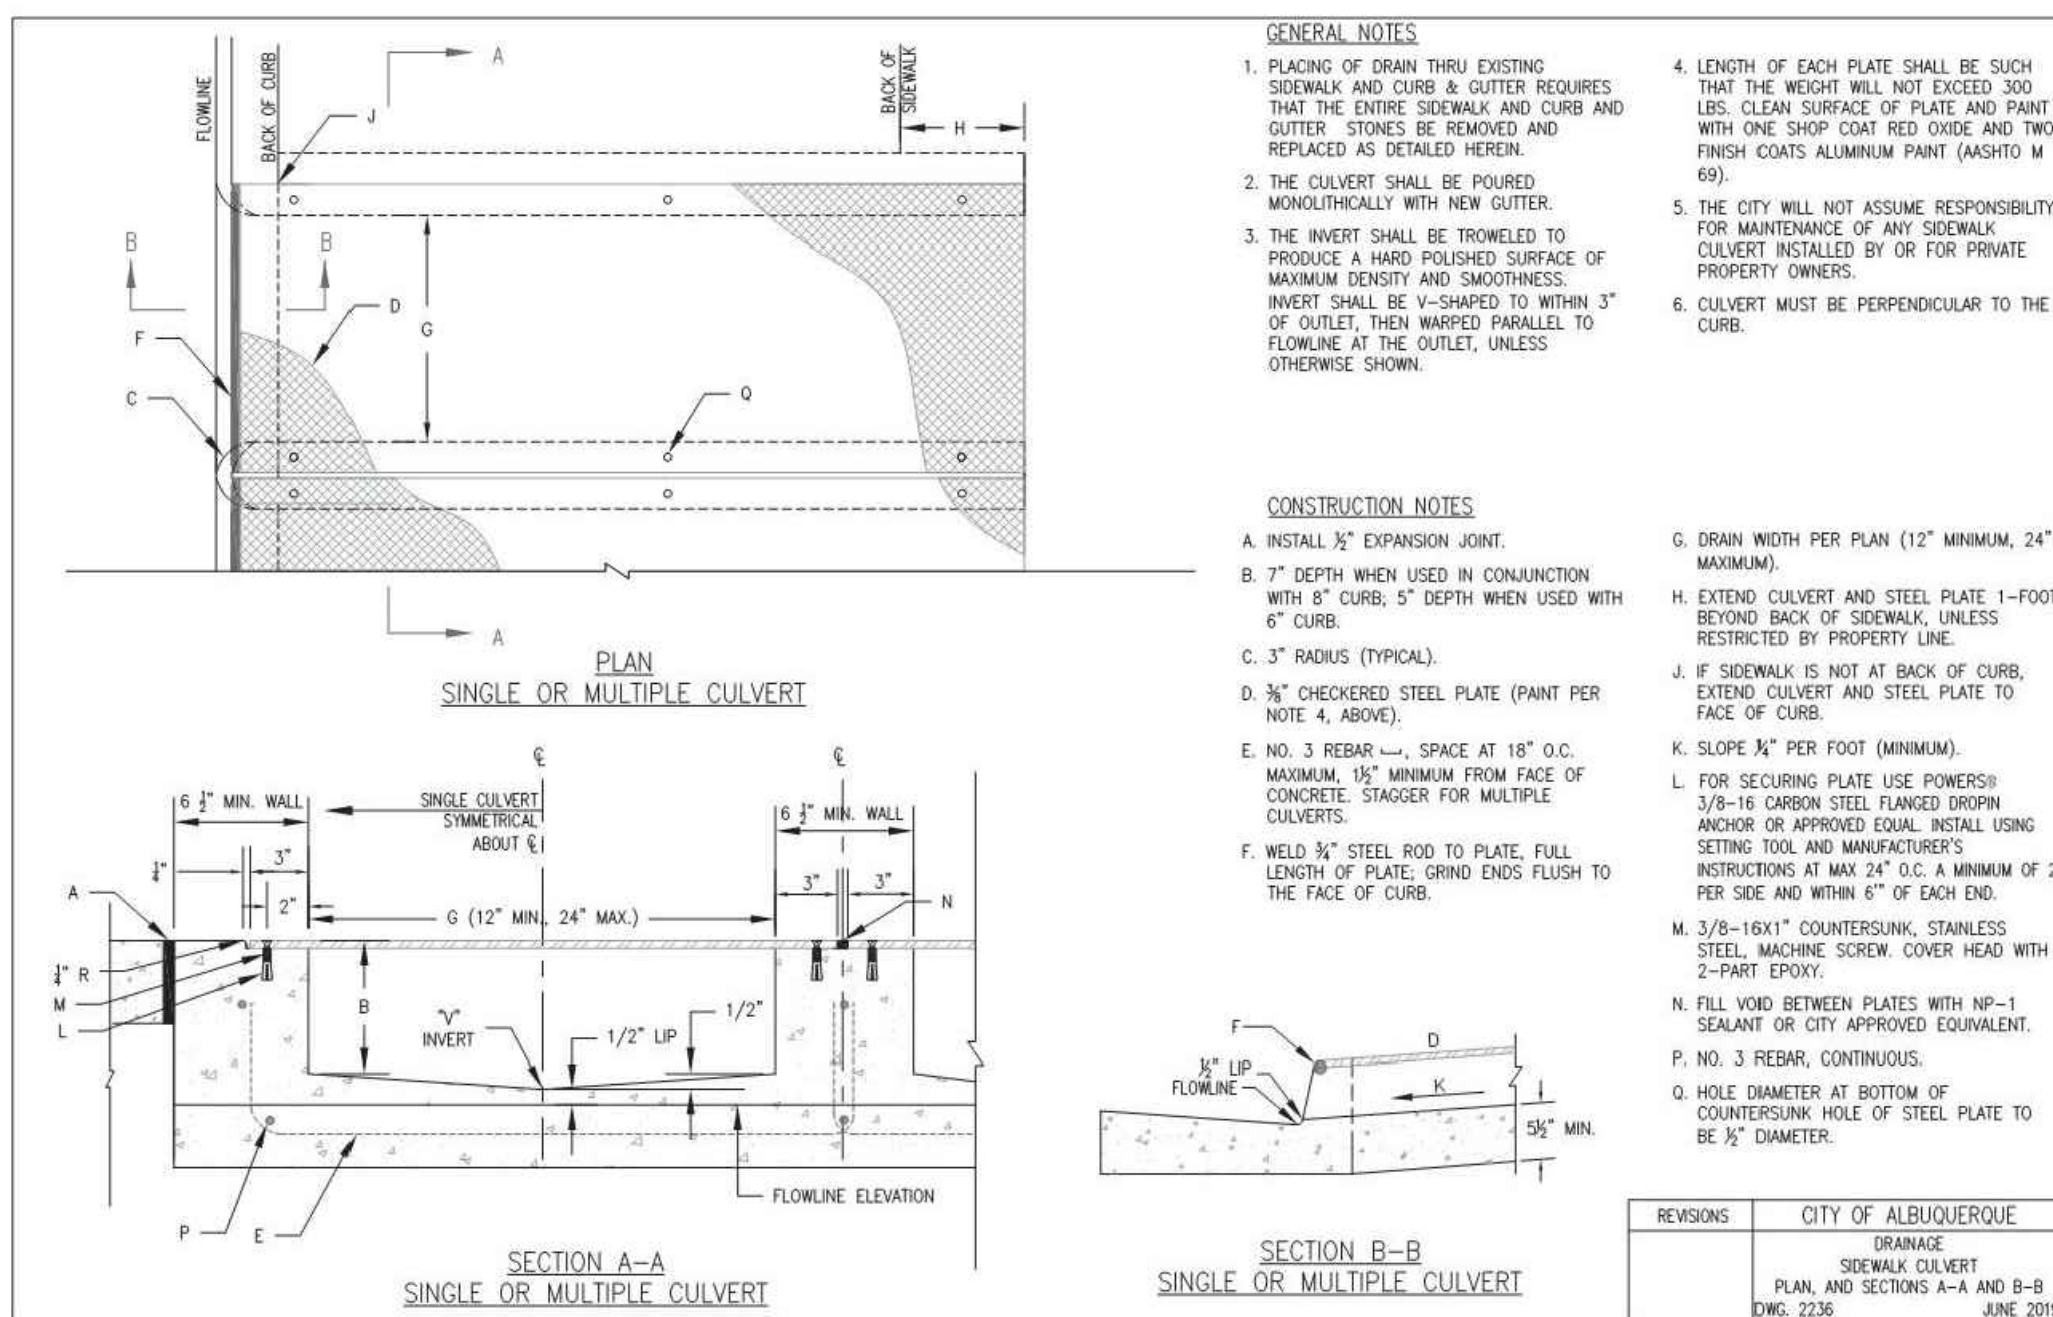 A
FLOWLINE
BACK OF CURB
BACK OF
SIDEWALK
J
H
B
B
D
G
F
C
Q
A
PLAN
SINGLE OR MULTIPLE CULVERT
GENERAL NOTES
1. PLACING OF DRAIN THRU EXISTING
SIDEWALK AND CURB & GUTTER REQUIRES
THAT THE ENTIRE SIDEWALK AND CURB AND
GUTTER STONES BE REMOVED AND
REPLACED AS DETAILED HEREIN.
2. THE CULVERT SHALL BE POURED
MONOLITHICALLY WITH NEW GUTTER.
3. THE INVERT SHALL BE TROWELED TO
PRODUCE A HARD POLISHED SURFACE OF
MAXIMUM DENSITY AND SMOOTHNESS.
INVERT SHALL BE V-SHAPED TO WITHIN 3"
OF OUTLET, THEN WARPED PARALLEL TO
FLOWLINE AT THE OUTLET, UNLESS
OTHERWISE SHOWN.
4. LENGTH OF EACH PLATE SHALL BE SUCH
THAT THE WEIGHT WILL NOT EXCEED 300
LBS. CLEAN SURFACE OF PLATE AND PAINT
WITH ONE SHOP COAT RED OXIDE AND TWO
FINISH COATS ALUMINUM PAINT (AASHTO M
69).
5. THE CITY WILL NOT ASSUME RESPONSIBILITY
FOR MAINTENANCE OF ANY SIDEWALK
CULVERT INSTALLED BY OR FOR PRIVATE
PROPERTY OWNERS.
6. CULVERT MUST BE PERPENDICULAR TO THE
CURB.
CONSTRUCTION NOTES
A. INSTALL ½" EXPANSION JOINT.
B. 7" DEPTH WHEN USED IN CONJUNCTION
WITH 8" CURB; 5" DEPTH WHEN USED WITH
6" CURB.
C. 3" RADIUS (TYPICAL).
D. ⅜" CHECKERED STEEL PLATE (PAINT PER
NOTE 4, ABOVE).
E. NO. 3 REBAR , SPACE AT 18" O.C.
MAXIMUM, 1½" MINIMUM FROM FACE OF
CONCRETE. STAGGER FOR MULTIPLE
CULVERTS.
F. WELD ¾" STEEL ROD TO PLATE, FULL
LENGTH OF PLATE; GRIND ENDS FLUSH TO
THE FACE OF CURB.
G. DRAIN WIDTH PER PLAN (12" MINIMUM, 24"
MAXIMUM).
H. EXTEND CULVERT AND STEEL PLATE 1-FOOT
BEYOND BACK OF SIDEWALK, UNLESS
RESTRICTED BY PROPERTY LINE.
J. IF SIDEWALK IS NOT AT BACK OF CURB,
EXTEND CULVERT AND STEEL PLATE TO
FACE OF CURB.
K. SLOPE ¼" PER FOOT (MINIMUM).
L. FOR SECURING PLATE USE POWERS®
3/8-16 CARBON STEEL FLANGED DROPIN
ANCHOR OR APPROVED EQUAL. INSTALL USING
SETTING TOOL AND MANUFACTURER'S
INSTRUCTIONS AT MAX 24" O.C. A MINIMUM OF 2
PER SIDE AND WITHIN 6'" OF EACH END.
M. 3/8-16X1" COUNTERSUNK, STAINLESS
STEEL, MACHINE SCREW. COVER HEAD WITH
2-PART EPOXY.
N. FILL VOID BETWEEN PLATES WITH NP-1
SEALANT OR CITY APPROVED EQUIVALENT.
P. NO. 3 REBAR, CONTINUOUS.
Q. HOLE DIAMETER AT BOTTOM OF
COUNTERSUNK HOLE OF STEEL PLATE TO
BE ½" DIAMETER.
℄
℄
6 ½" MIN. WALL
SINGLE CULVERT
SYMMETRICAL
ABOUT ℄
6 ½" MIN. WALL
3"
2"
3"
3"
A
G (12" MIN., 24" MAX.)
N
¼" R
M
L
B
"V"
INVERT
1/2" LIP
1/2"
FLOWLINE ELEVATION
P
E
SECTION A-A
SINGLE OR MULTIPLE CULVERT
F
D
½" LIP
FLOWLINE
K
5½" MIN.
SECTION B-B
SINGLE OR MULTIPLE CULVERT
REVISIONS
CITY OF ALBUQUERQUE
DRAINAGE
SIDEWALK CULVERT
PLAN, AND SECTIONS A-A AND B-B
DWG. 2236 JUNE 2019